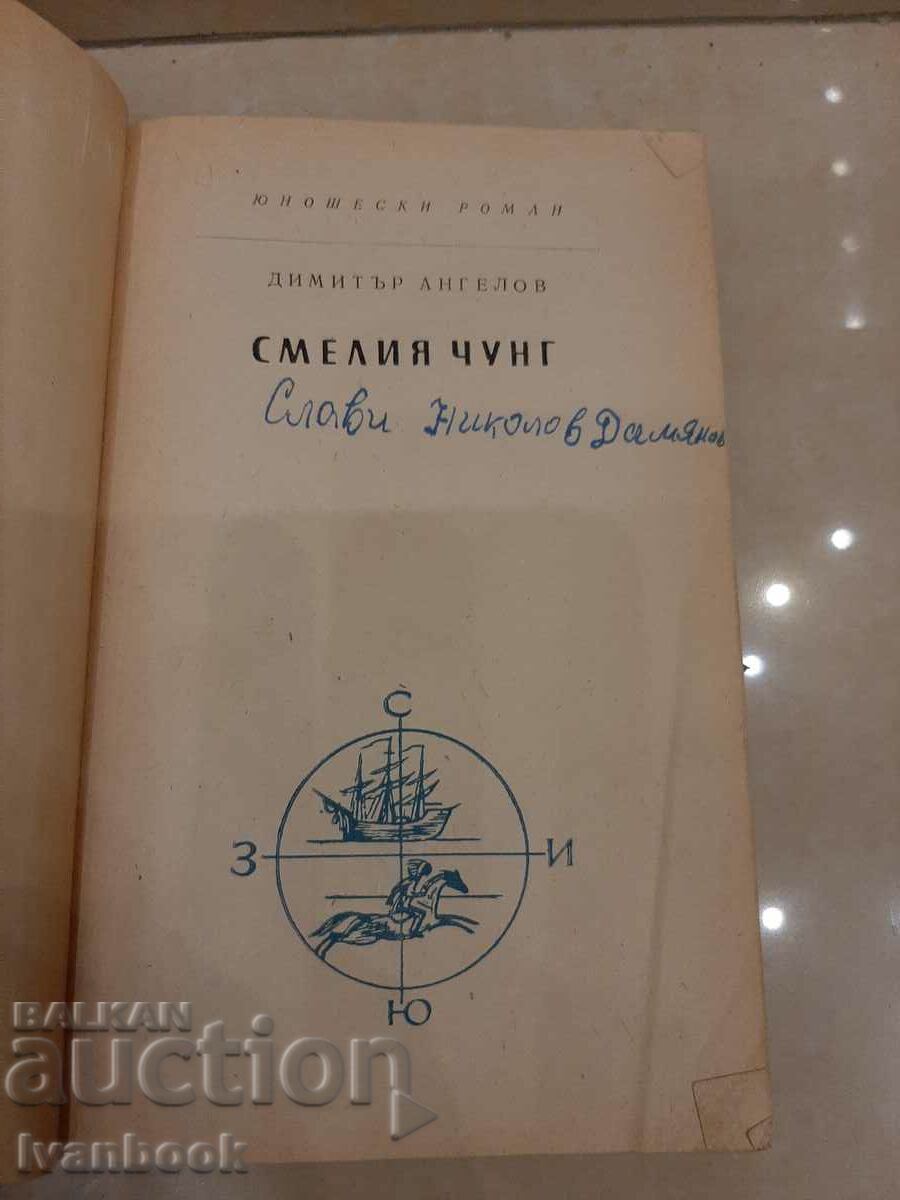 ЮНОШЕСКИ РОМАН
ДИМИТЪР АНГЕЛОВ
СМЕЛИЯ ЧУНГ
Слави Николов Дамянов
С
З И
Ю
BALKAN
auction
Ivanbook